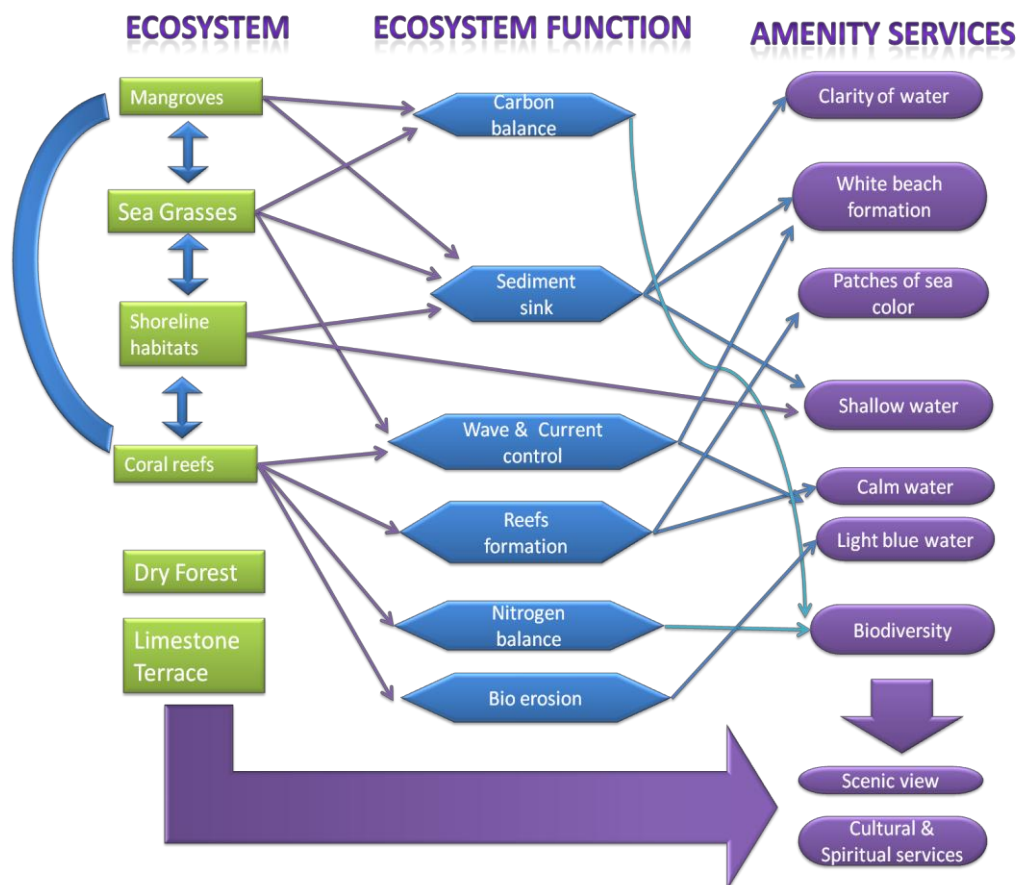 ECOSYSTEM
ECOSYSTEM FUNCTION
AMENITY SERVICES
Mangroves
Sea Grasses
Shoreline
habitats
Coral reefs
Dry Forest
Limestone
Terrace
Carbon
balance
Sediment
sink
Wave & Current
control
Reefs
formation
Nitrogen
balance
Bio erosion
Clarity of water
White beach
formation
Patches of sea
color
Shallow water
Calm water
Light blue water
Biodiversity
Scenic view
Cultural &
Spiritual services